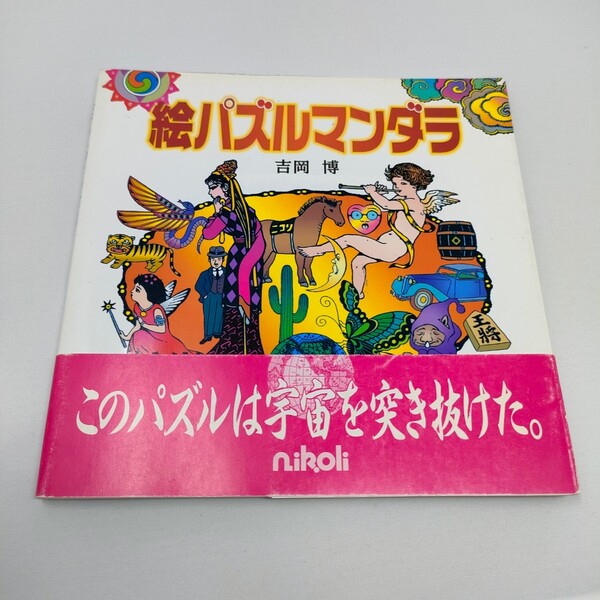 絵パズルマンダラ
吉岡 博
ニコリ
王将
このパズルは宇宙を突き抜けた。
nikoli